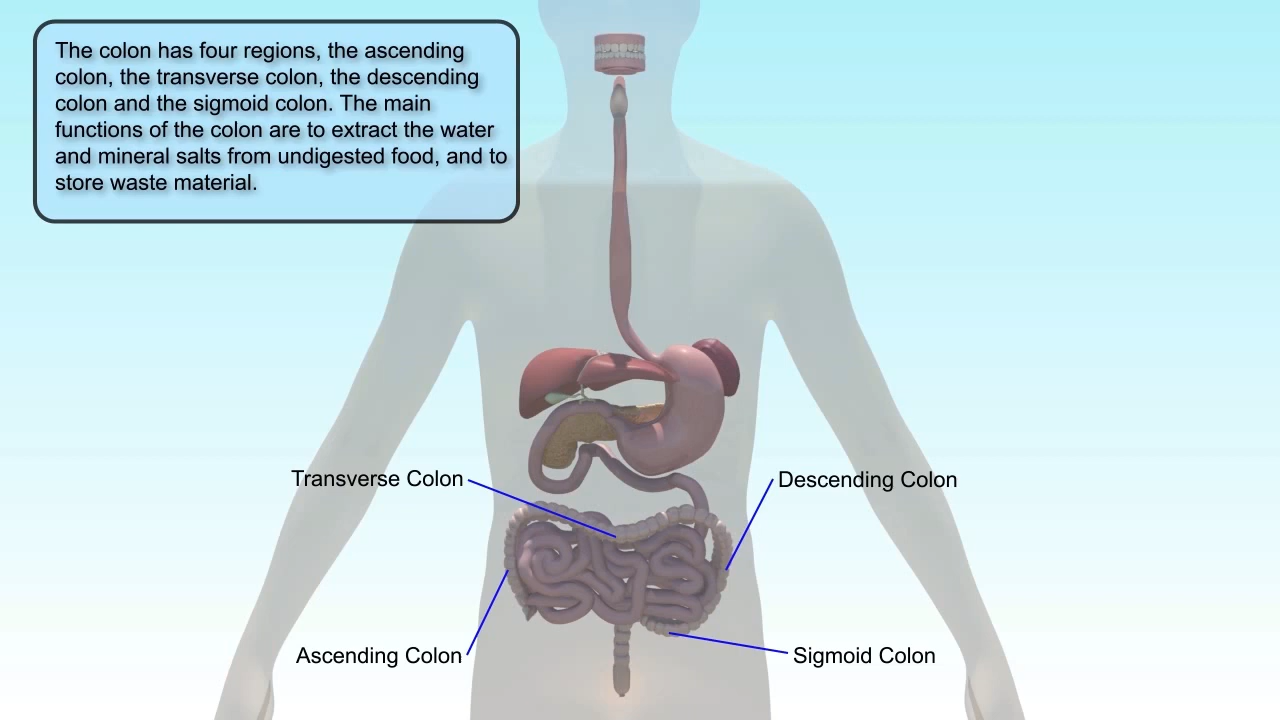 The colon has four regions, the ascending
colon, the transverse colon, the descending
colon and the sigmoid colon. The main
functions of the colon are to extract the water
and mineral salts from undigested food, and to
store waste material.
Transverse Colon
Descending Colon
Ascending Colon
Sigmoid Colon